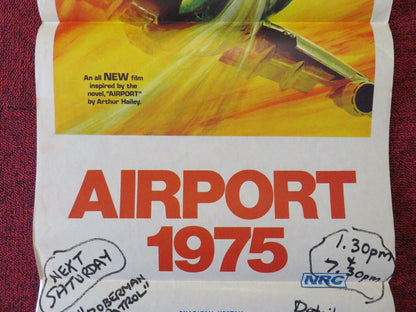 An all NEW film
inspired by the
novel, "AIRPORT"
by Arthur Hailey.
AIRPORT
1975
NEXT
SATURDAY
"DOBERMAN
PATROL"
1.30pm
&
7.30pm
NRC